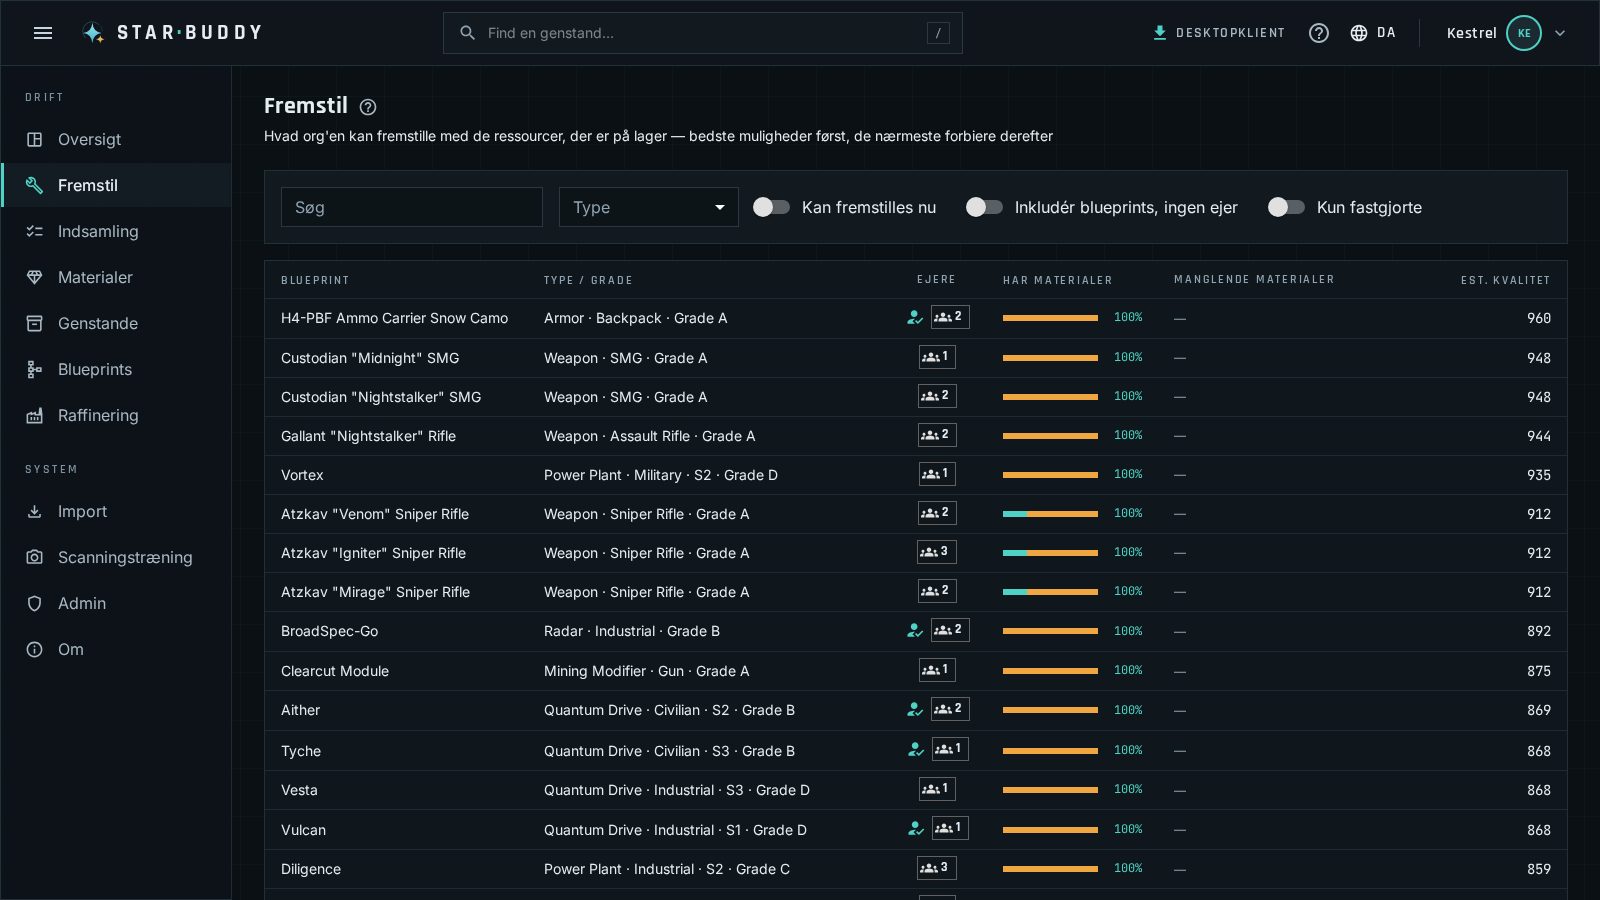 STAR·BUDDY
Find en genstand...
/
DESKTOPKLIENT
DA
Kestrel
KE
DRIFT
Oversigt
Fremstil
Indsamling
Materialer
Genstande
Blueprints
Raffinering
SYSTEM
Import
Scanningstræning
Admin
Om
Fremstil
Hvad org'en kan fremstille med de ressourcer, der er på lager — bedste muligheder først, de nærmeste forbiere derefter
Søg
Type
Kan fremstilles nu
Inkludér blueprints, ingen ejer
Kun fastgjorte
BLUEPRINT TYPE / GRADE EJERE HAR MATERIALER MANGLENDE MATERIALER EST. KVALITET
H4-PBF Ammo Carrier Snow Camo Armor · Backpack · Grade A 2 100% — 960
Custodian "Midnight" SMG Weapon · SMG · Grade A 1 100% — 948
Custodian "Nightstalker" SMG Weapon · SMG · Grade A 2 100% — 948
Gallant "Nightstalker" Rifle Weapon · Assault Rifle · Grade A 2 100% — 944
Vortex Power Plant · Military · S2 · Grade D 1 100% — 935
Atzkav "Venom" Sniper Rifle Weapon · Sniper Rifle · Grade A 2 100% — 912
Atzkav "Igniter" Sniper Rifle Weapon · Sniper Rifle · Grade A 3 100% — 912
Atzkav "Mirage" Sniper Rifle Weapon · Sniper Rifle · Grade A 2 100% — 912
BroadSpec-Go Radar · Industrial · Grade B 2 100% — 892
Clearcut Module Mining Modifier · Gun · Grade A 1 100% — 875
Aither Quantum Drive · Civilian · S2 · Grade B 2 100% — 869
Tyche Quantum Drive · Civilian · S3 · Grade B 1 100% — 868
Vesta Quantum Drive · Industrial · S3 · Grade D 1 100% — 868
Vulcan Quantum Drive · Industrial · S1 · Grade D 1 100% — 868
Diligence Power Plant · Industrial · S2 · Grade C 3 100% — 859